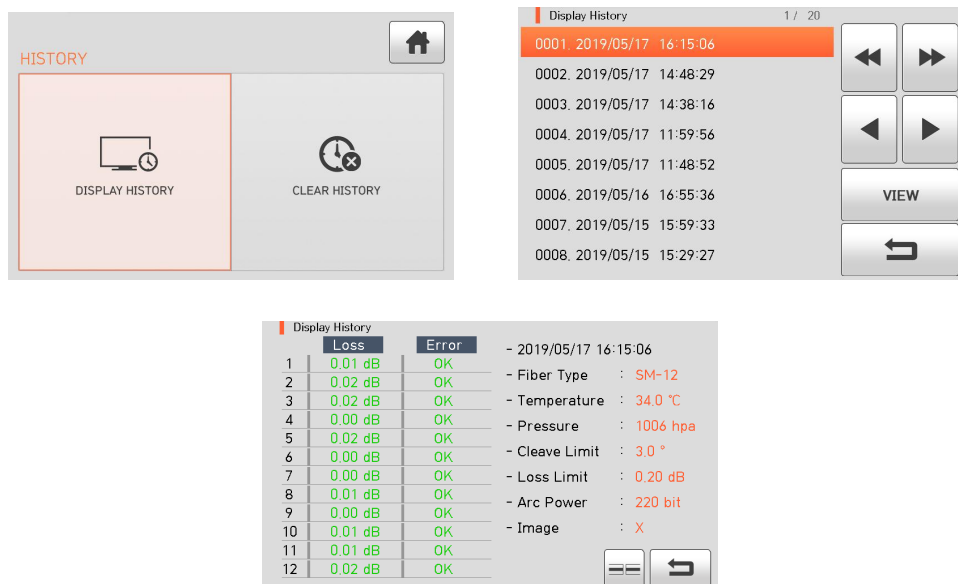 HISTORY
DISPLAY HISTORY
CLEAR HISTORY
Display History 1 / 20
0001. 2019/05/17 16:15:06
0002. 2019/05/17 14:48:29
0003. 2019/05/17 14:38:16
0004. 2019/05/17 11:59:56
0005. 2019/05/17 11:48:52
0006. 2019/05/16 16:55:36
0007. 2019/05/15 15:59:33
0008. 2019/05/15 15:29:27
VIEW
Display History
Loss Error
1 0.01 dB OK
2 0.02 dB OK
3 0.02 dB OK
4 0.00 dB OK
5 0.02 dB OK
6 0.00 dB OK
7 0.00 dB OK
8 0.01 dB OK
9 0.00 dB OK
10 0.01 dB OK
11 0.01 dB OK
12 0.02 dB OK
- 2019/05/17 16:15:06
- Fiber Type : SM-12
- Temperature : 34.0 ℃
- Pressure : 1006 hpa
- Cleave Limit : 3.0 °
- Loss Limit : 0.20 dB
- Arc Power : 220 bit
- Image : X